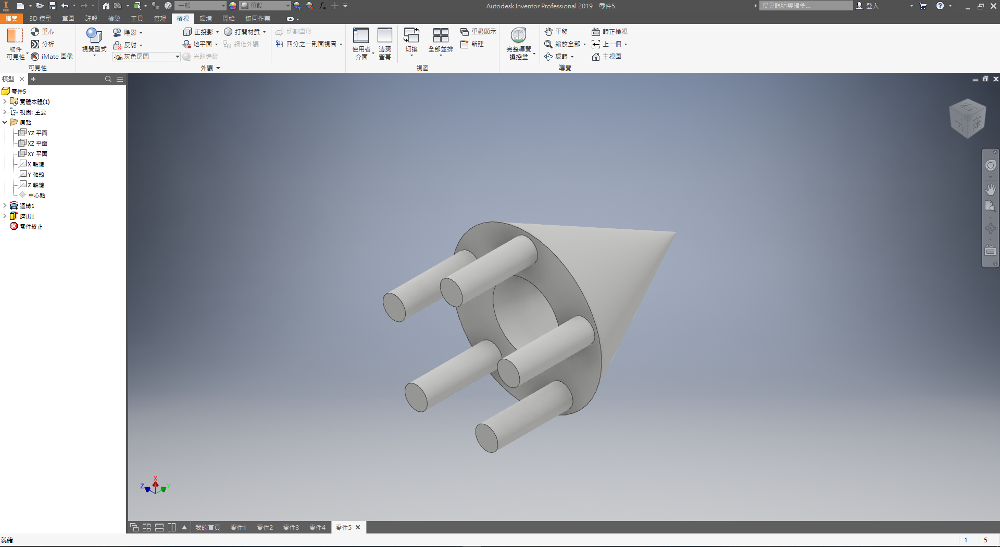 PRO
一般
預設
fx
Autodesk Inventor Professional 2019 零件5
搜尋說明與指令...
登入
檔案 3D 模型 草圖 註解 檢驗 工具 管理 檢視 環境 開始 協同作業
物件
可見性
重心
分析
iMate 圖像
可見性
視覺型式
陰影
反射
灰色房間
正投影
地平面
光跡追蹤
打開材質
細化外觀
外觀
切割圖形
四分之一剖面視圖
使用者
介面
清爽
螢幕
切換
全部並排
重疊顯示
新建
視窗
完整導覽
操控盤
平移
縮放全部
環轉
轉正檢視
上一個
主視圖
導覽
模型
零件5
實體本體(1)
視圖: 主要
原點
YZ 平面
XZ 平面
XY 平面
X 軸線
Y 軸線
Z 軸線
中心點
迴轉1
擠出1
零件終止
X
Z
Y
我的首頁 零件1 零件2 零件3 零件4 零件5
就緒
1 5